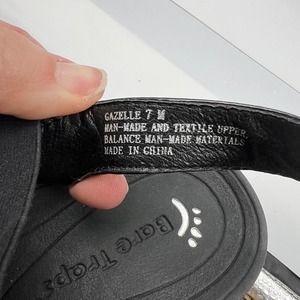 GAZELLE 7 M
MAN-MADE AND TEXTILE UPPER,
BALANCE MAN-MADE MATERIALS
MADE IN CHINA
Bare Traps